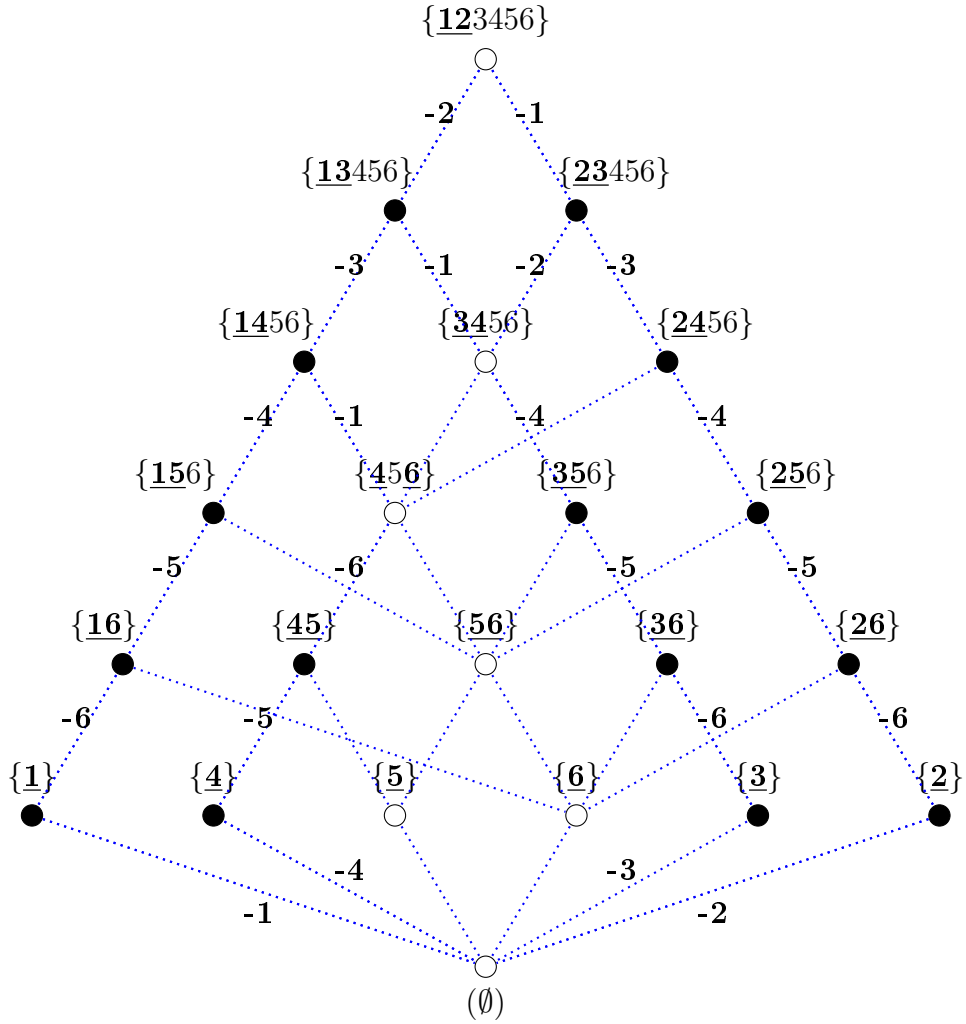 {123456}
-2 -1
{13456} {23456}
-3 -1 -2 -3
{1456} {3456} {2456}
-4 -1 -4 -4
{156} {456} {356} {256}
-5 -6 -5 -5
{16} {45} {56} {36} {26}
-6 -5 -6 -6
{1} {4} {5} {6} {3} {2}
-4 -3
-1 -2
(∅)